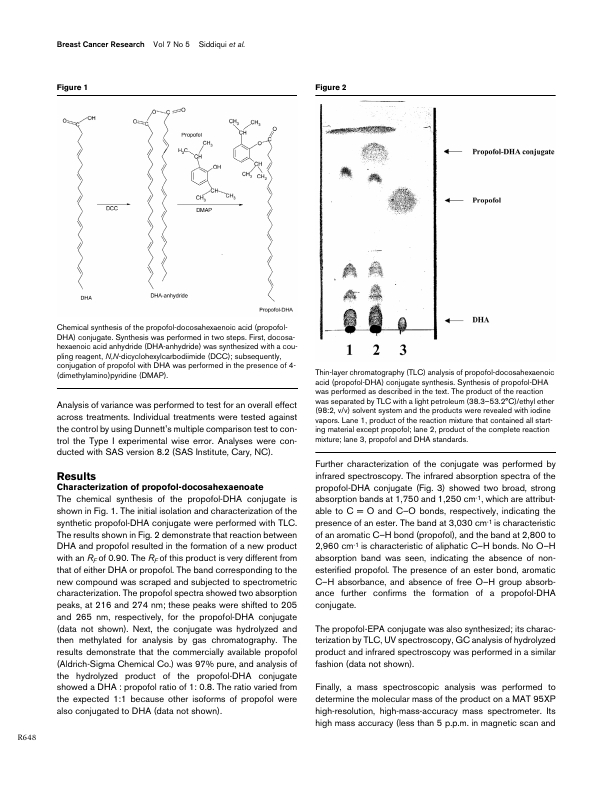 Breast Cancer Research Vol 7 No 5 Siddiqui et al.
Figure 1
O
OH
C
O
C
O
C
O
Propofol
CH3
H3C
CH
OH
CH
CH3
CH3
DCC
DMAP
CH3
CH3
CH
O
C
O
CH
CH3
CH3
DHA
DHA-anhydride
Propofol-DHA
Chemical synthesis of the propofol-docosahexaenoic acid (propofol-
DHA) conjugate. Synthesis was performed in two steps. First, docosa-
hexaenoic acid anhydride (DHA-anhydride) was synthesized with a cou-
pling reagent, N,N-dicyclohexylcarbodiimide (DCC); subsequently,
conjugation of propofol with DHA was performed in the presence of 4-
(dimethylamino)pyridine (DMAP).
Analysis of variance was performed to test for an overall effect
across treatments. Individual treatments were tested against
the control by using Dunnett's multiple comparison test to con-
trol the Type I experimental wise error. Analyses were con-
ducted with SAS version 8.2 (SAS Institute, Cary, NC).
Results
Characterization of propofol-docosahexaenoate
The chemical synthesis of the propofol-DHA conjugate is
shown in Fig. 1. The initial isolation and characterization of the
synthetic propofol-DHA conjugate were performed with TLC.
The results shown in Fig. 2 demonstrate that reaction between
DHA and propofol resulted in the formation of a new product
with an RF of 0.90. The RF of this product is very different from
that of either DHA or propofol. The band corresponding to the
new compound was scraped and subjected to spectrometric
characterization. The propofol spectra showed two absorption
peaks, at 216 and 274 nm; these peaks were shifted to 205
and 265 nm, respectively, for the propofol-DHA conjugate
(data not shown). Next, the conjugate was hydrolyzed and
then methylated for analysis by gas chromatography. The
results demonstrate that the commercially available propofol
(Aldrich-Sigma Chemical Co.) was 97% pure, and analysis of
the hydrolyzed product of the propofol-DHA conjugate
showed a DHA : propofol ratio of 1: 0.8. The ratio varied from
the expected 1:1 because other isoforms of propofol were
also conjugated to DHA (data not shown).
Figure 2
Propofol-DHA conjugate
Propofol
DHA
1 2 3
Thin-layer chromatography (TLC) analysis of propofol-docosahexaenoic
acid (propofol-DHA) conjugate synthesis. Synthesis of propofol-DHA
was performed as described in the text. The product of the reaction
was separated by TLC with a light petroleum (38.3–53.2°C)/ethyl ether
(98:2, v/v) solvent system and the products were revealed with iodine
vapors. Lane 1, product of the reaction mixture that contained all start-
ing material except propofol; lane 2, product of the complete reaction
mixture; lane 3, propofol and DHA standards.
Further characterization of the conjugate was performed by
infrared spectroscopy. The infrared absorption spectra of the
propofol-DHA conjugate (Fig. 3) showed two broad, strong
absorption bands at 1,750 and 1,250 cm-1, which are attribut-
able to C = O and C–O bonds, respectively, indicating the
presence of an ester. The band at 3,030 cm-1 is characteristic
of an aromatic C–H bond (propofol), and the band at 2,800 to
2,960 cm-1 is characteristic of aliphatic C–H bonds. No O–H
absorption band was seen, indicating the absence of non-
esterified propofol. The presence of an ester bond, aromatic
C–H absorbance, and absence of free O–H group absorb-
ance further confirms the formation of a propofol-DHA
conjugate.
The propofol-EPA conjugate was also synthesized; its charac-
terization by TLC, UV spectroscopy, GC analysis of hydrolyzed
product and infrared spectroscopy was performed in a similar
fashion (data not shown).
Finally, a mass spectroscopic analysis was performed to
determine the molecular mass of the product on a MAT 95XP
high-resolution, high-mass-accuracy mass spectrometer. Its
high mass accuracy (less than 5 p.p.m. in magnetic scan and
R648